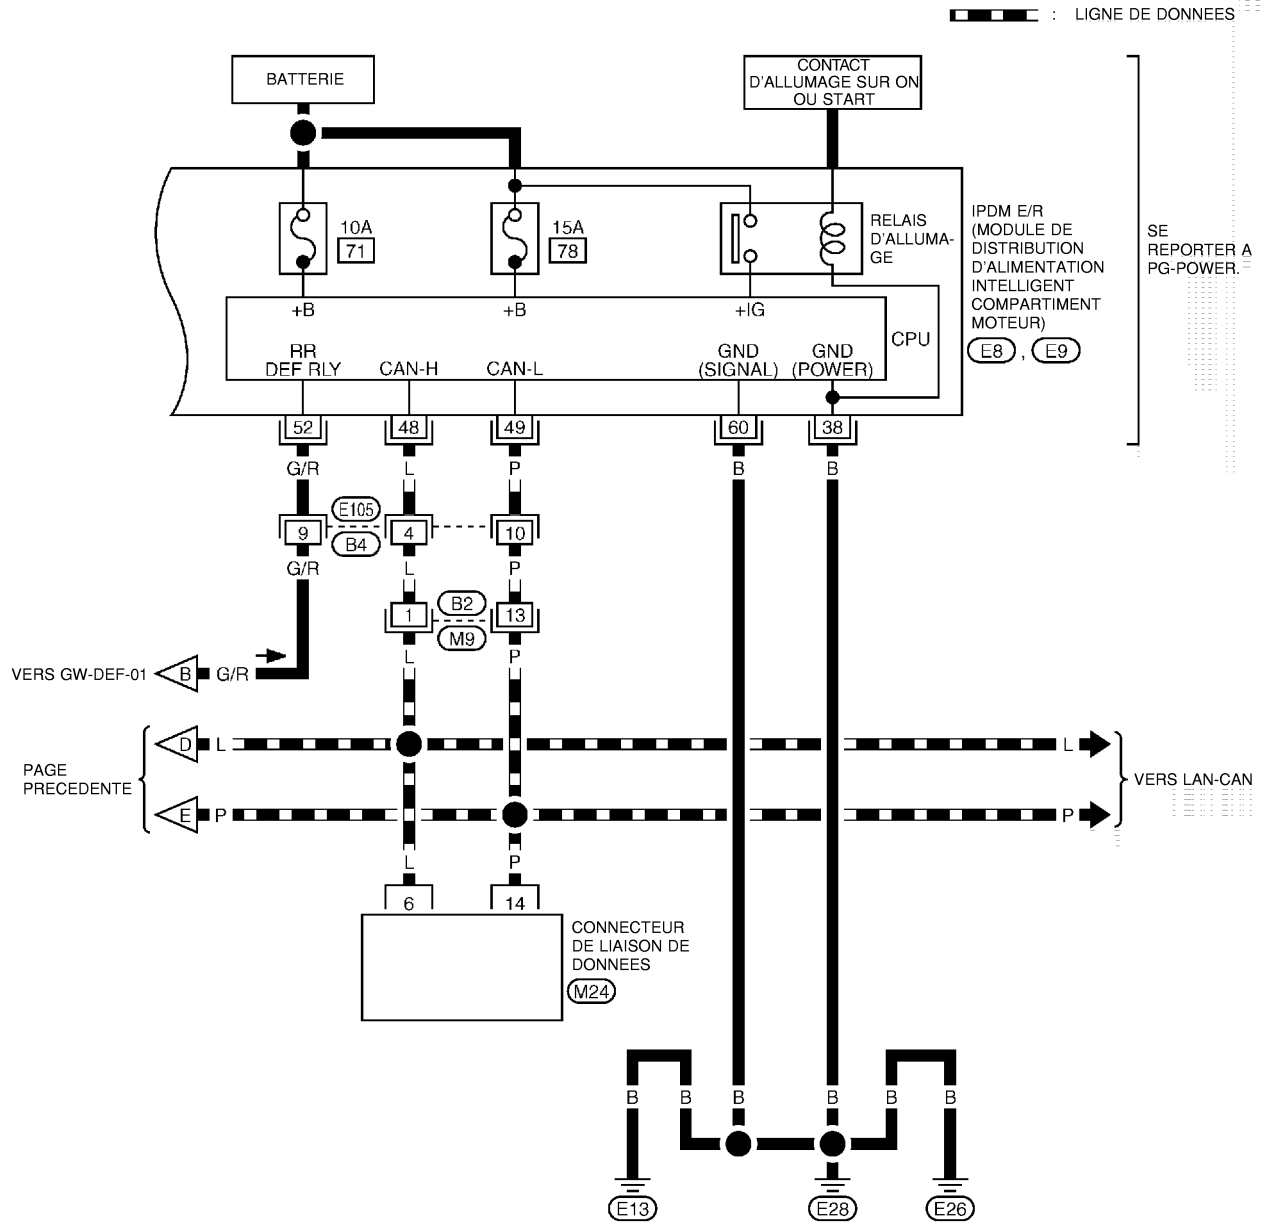 : LIGNE DE DONNEES
BATTERIE
CONTACT
D'ALLUMAGE SUR ON
OU START
10A
71
15A
78
RELAIS
D'ALLUMA-
GE
IPDM E/R
(MODULE DE
DISTRIBUTION
D'ALIMENTATION
INTELLIGENT
COMPARTIMENT
MOTEUR)
E8 , E9
SE
REPORTER A
PG-POWER.
+B
+B
+IG
CPU
RR
DEF RLY
CAN-H
CAN-L
GND
(SIGNAL)
GND
(POWER)
52
48
49
60
38
G/R
L
P
B
B
E105
9
4
10
B4
G/R
L
P
B2
1
13
M9
L
P
VERS GW-DEF-01
B
G/R
D
L
L
PAGE
PRECEDENTE
VERS LAN-CAN
E
P
P
L
P
6
14
CONNECTEUR
DE LIAISON DE
DONNEES
M24
B
B
B
B
B
B
E13
E28
E26